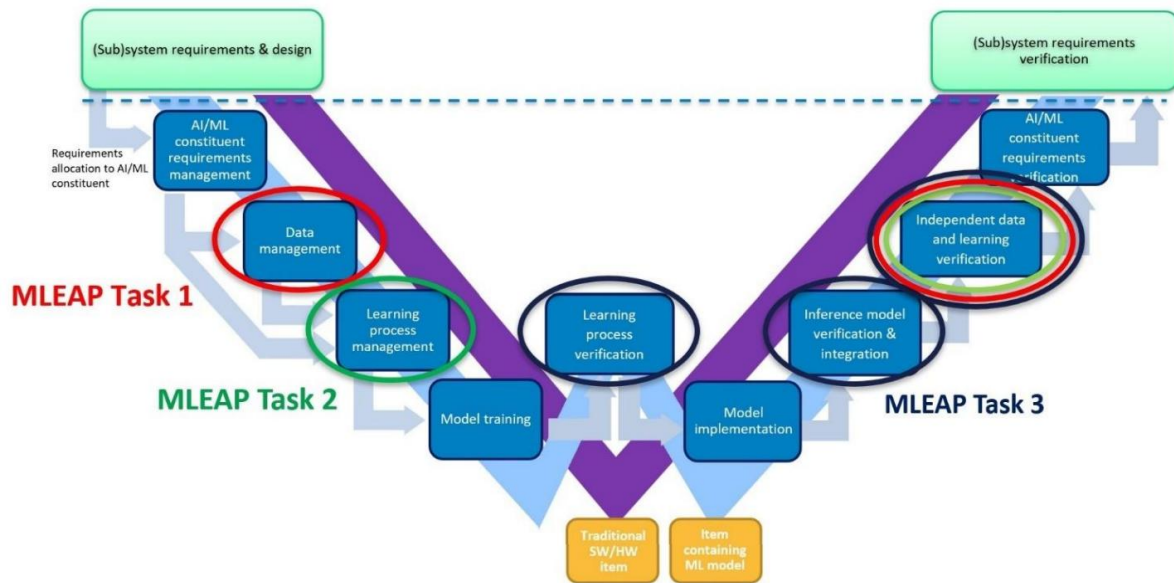 (Sub)system requirements & design
(Sub)system requirements
verification
AI/ML
constituent
requirements
management
AI/ML
constituent
requirements
verification
Requirements
allocation to AI/ML
constituent
Data
management
Independent data
and learning
verification
MLEAP Task 1
Learning
process
management
Learning
process
verification
Inference model
verification &
integration
MLEAP Task 2
MLEAP Task 3
Model training
Model
implementation
Traditional
SW/HW
item
Item
containing
ML model